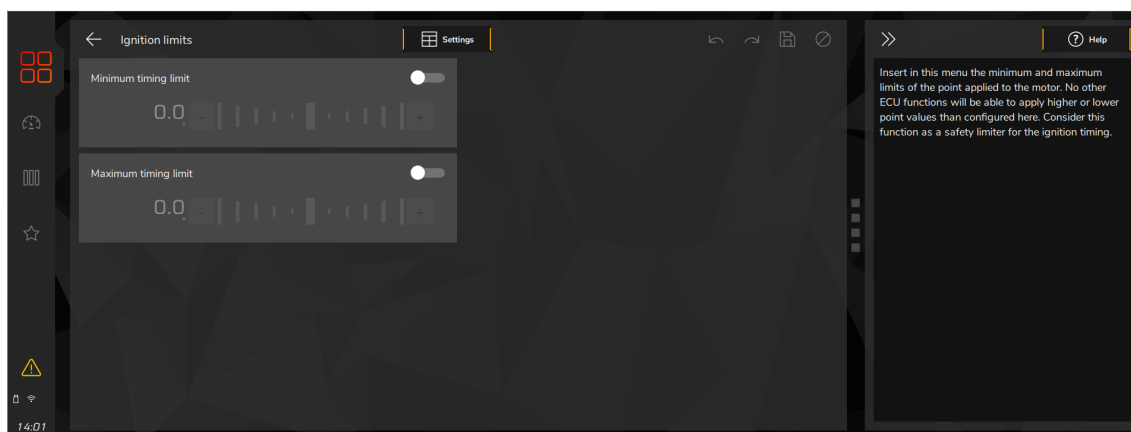 Ignition limits
Settings
Minimum timing limit
0.0
-
+
Maximum timing limit
0.0
-
+
Help
Insert in this menu the minimum and maximum
limits of the point applied to the motor. No other
ECU functions will be able to apply higher or lower
point values than configured here. Consider this
function as a safety limiter for the ignition timing.
14:01